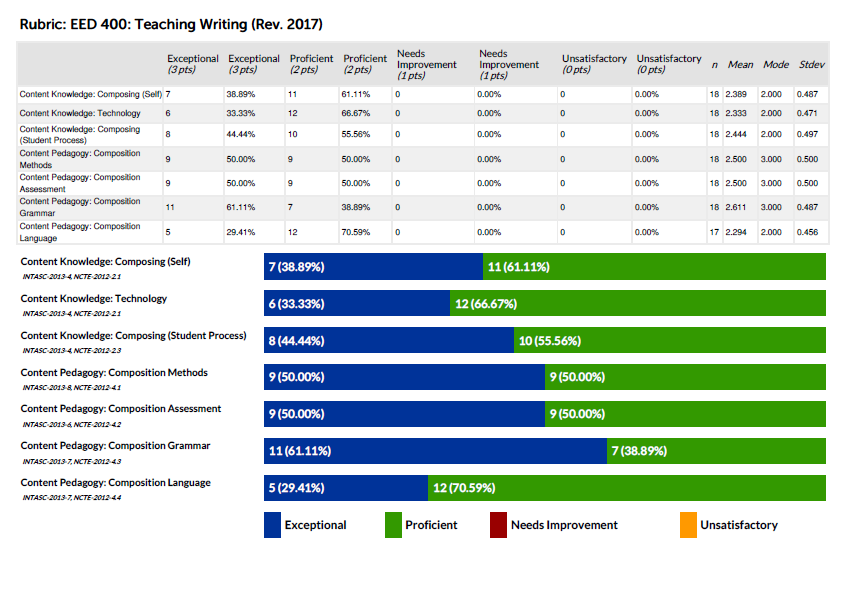 Rubric: EED 400: Teaching Writing (Rev. 2017)
Exceptional (3 pts) Exceptional (3 pts) Proficient (2 pts) Proficient (2 pts) Needs Improvement (1 pts) Needs Improvement (1 pts) Unsatisfactory (0 pts) Unsatisfactory (0 pts) n Mean Mode Stdev
Content Knowledge: Composing (Self) 7 38.89% 11 61.11% 0 0.00% 0 0.00% 18 2.389 2.000 0.487
Content Knowledge: Technology 6 33.33% 12 66.67% 0 0.00% 0 0.00% 18 2.333 2.000 0.471
Content Knowledge: Composing (Student Process) 8 44.44% 10 55.56% 0 0.00% 0 0.00% 18 2.444 2.000 0.497
Content Pedagogy: Composition Methods 9 50.00% 9 50.00% 0 0.00% 0 0.00% 18 2.500 3.000 0.500
Content Pedagogy: Composition Assessment 9 50.00% 9 50.00% 0 0.00% 0 0.00% 18 2.500 3.000 0.500
Content Pedagogy: Composition Grammar 11 61.11% 7 38.89% 0 0.00% 0 0.00% 18 2.611 3.000 0.487
Content Pedagogy: Composition Language 5 29.41% 12 70.59% 0 0.00% 0 0.00% 17 2.294 2.000 0.456
Content Knowledge: Composing (Self) 7 (38.89%) 11 (61.11%)
INTASC-2013-4, NCTE-2012-2.1
Content Knowledge: Technology 6 (33.33%) 12 (66.67%)
INTASC-2013-4, NCTE-2012-2.1
Content Knowledge: Composing (Student Process) 8 (44.44%) 10 (55.56%)
INTASC-2013-4, NCTE-2012-2.3
Content Pedagogy: Composition Methods 9 (50.00%) 9 (50.00%)
INTASC-2013-8, NCTE-2012-4.1
Content Pedagogy: Composition Assessment 9 (50.00%) 9 (50.00%)
INTASC-2013-6, NCTE-2012-4.2
Content Pedagogy: Composition Grammar 11 (61.11%) 7 (38.89%)
INTASC-2013-7, NCTE-2012-4.3
Content Pedagogy: Composition Language 5 (29.41%) 12 (70.59%)
INTASC-2013-7, NCTE-2012-4.4
Exceptional Proficient Needs Improvement Unsatisfactory